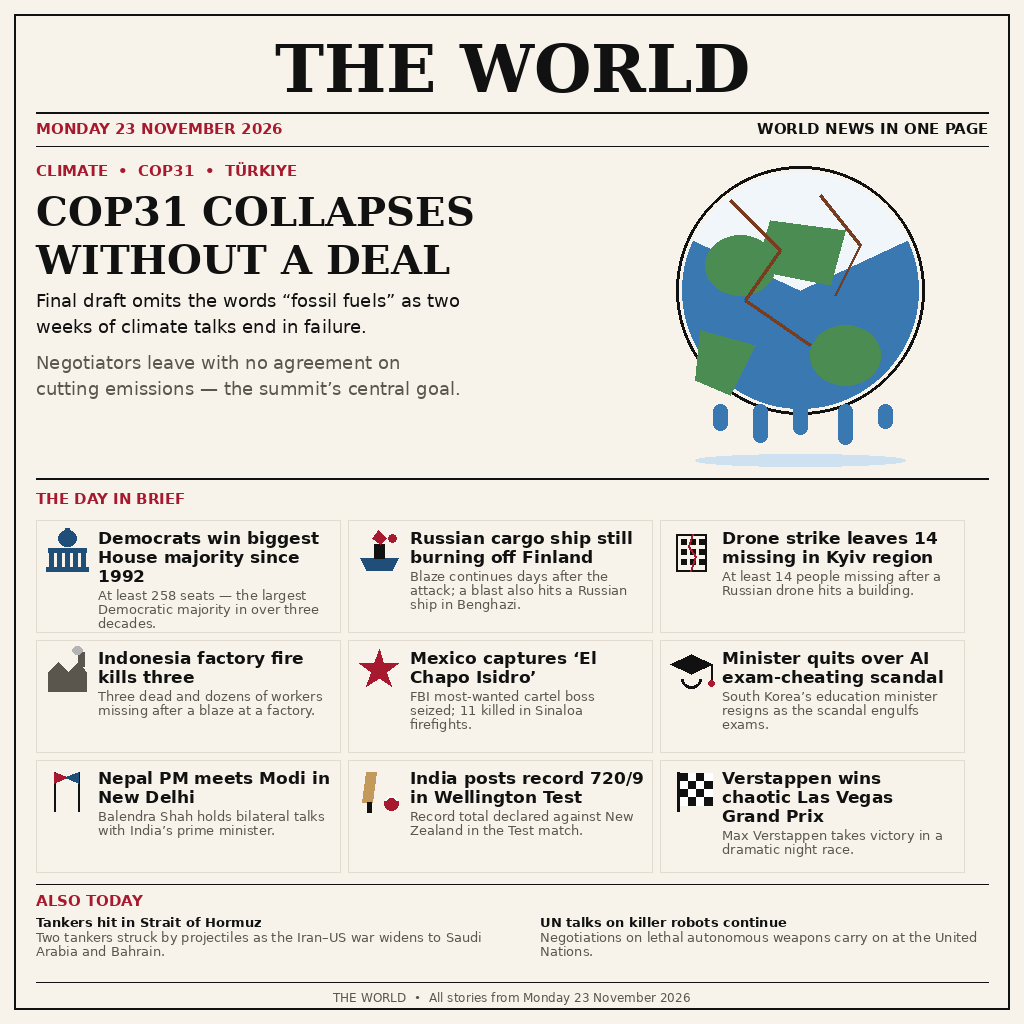 THE WORLD
MONDAY 23 NOVEMBER 2026
WORLD NEWS IN ONE PAGE
CLIMATE • COP31 • TÜRKIYE
COP31 COLLAPSES
WITHOUT A DEAL
Final draft omits the words “fossil fuels” as two
weeks of climate talks end in failure.
Negotiators leave with no agreement on
cutting emissions — the summit’s central goal.
THE DAY IN BRIEF
Democrats win biggest
House majority since
1992
At least 258 seats — the largest
Democratic majority in over three
decades.
Russian cargo ship still
burning off Finland
Blaze continues days after the
attack; a blast also hits a Russian
ship in Benghazi.
Drone strike leaves 14
missing in Kyiv region
At least 14 people missing after a
Russian drone hits a building.
Indonesia factory fire
kills three
Three dead and dozens of workers
missing after a blaze at a factory.
Mexico captures ‘El
Chapo Isidro’
FBI most-wanted cartel boss
seized; 11 killed in Sinaloa
firefights.
Minister quits over AI
exam-cheating scandal
South Korea’s education minister
resigns as the scandal engulfs
exams.
Nepal PM meets Modi in
New Delhi
Balendra Shah holds bilateral talks
with India’s prime minister.
India posts record 720/9
in Wellington Test
Record total declared against New
Zealand in the Test match.
Verstappen wins
chaotic Las Vegas
Grand Prix
Max Verstappen takes victory in a
dramatic night race.
ALSO TODAY
Tankers hit in Strait of Hormuz
Two tankers struck by projectiles as the Iran–US war widens to Saudi
Arabia and Bahrain.
UN talks on killer robots continue
Negotiations on lethal autonomous weapons carry on at the United
Nations.
THE WORLD • All stories from Monday 23 November 2026